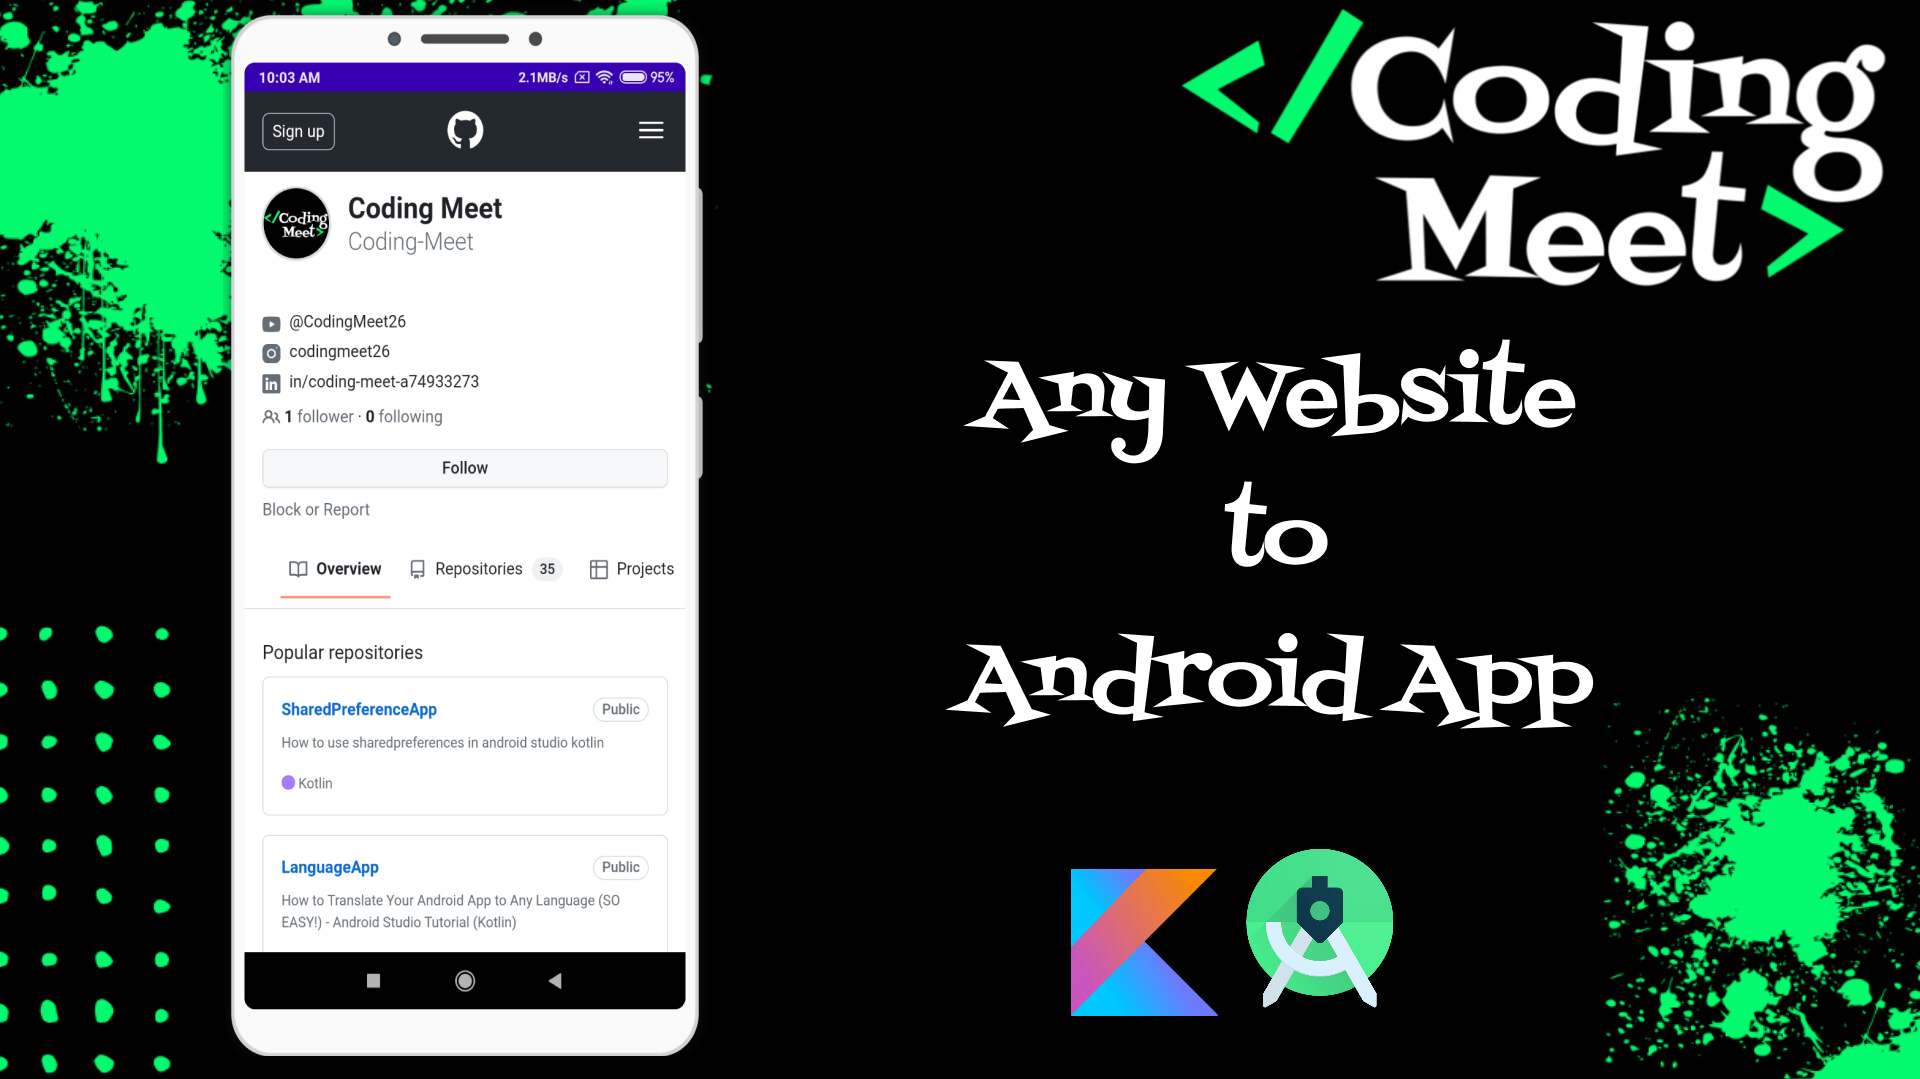 10:03 AM 2.1MB/s 95%
Sign up
</Coding
Meet>
Coding Meet
Coding-Meet
@CodingMeet26
codingmeet26
in/coding-meet-a74933273
1 follower · 0 following
Follow
Block or Report
Overview Repositories 35 Projects
Popular repositories
SharedPreferenceApp Public
How to use sharedpreferences in android studio kotlin
Kotlin
LanguageApp Public
How to Translate Your Android App to Any Language (SO
EASY!) - Android Studio Tutorial (Kotlin)
</Coding
Meet>
Any Website
to
Android App